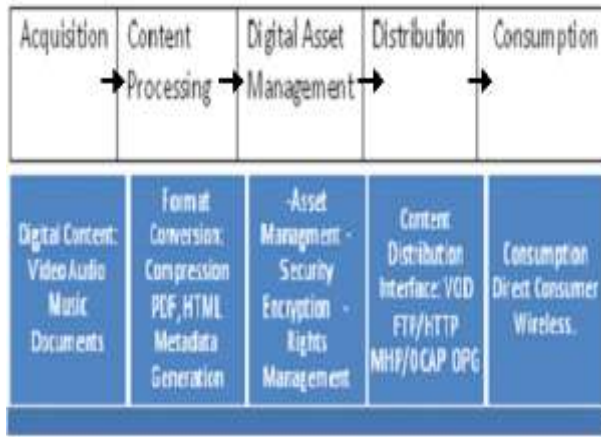 Acquisition
Content
Processing
Digital Asset
Management
Distribution
Consumption
Digital Content:
Video Audio
Music
Documents
Format
Conversion:
Compression
PDF, HTML
Metadata
Generation
-Asset
Managment -
Security
Encryption -
Rights
Management
Content
Distribution
Interface: VOD
FTP/HTTP
MHP/OCAP OPG
Consumption
Direct Consumer
Wireless.